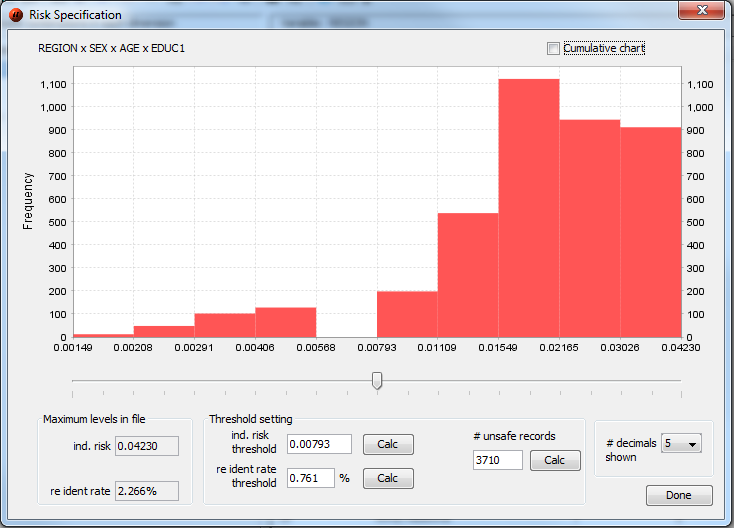 Risk Specification
REGION x SEX x AGE x EDUC1
Cumulative chart
1,100 1,100
1,000 1,000
900 900
800 800
700 700
600 600
500 500
400 400
300 300
200 200
100 100
0 0
Frequency
0.00149 0.00208 0.00291 0.00406 0.00568 0.00793 0.01109 0.01549 0.02165 0.03026 0.04230
Maximum levels in file
ind. risk 0.04230
re ident rate 2.266%
Threshold setting
ind. risk
threshold 0.00793 Calc
re ident rate
threshold 0.761 % Calc
# unsafe records
3710 Calc
# decimals
shown 5
Done